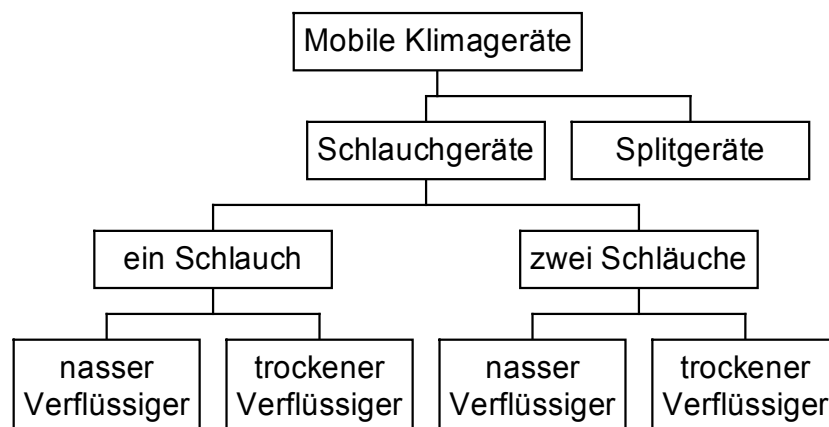 Mobile Klimageräte
Schlauchgeräte
Splitgeräte
ein Schlauch
zwei Schläuche
nasser
Verflüssiger
trockener
Verflüssiger
nasser
Verflüssiger
trockener
Verflüssiger